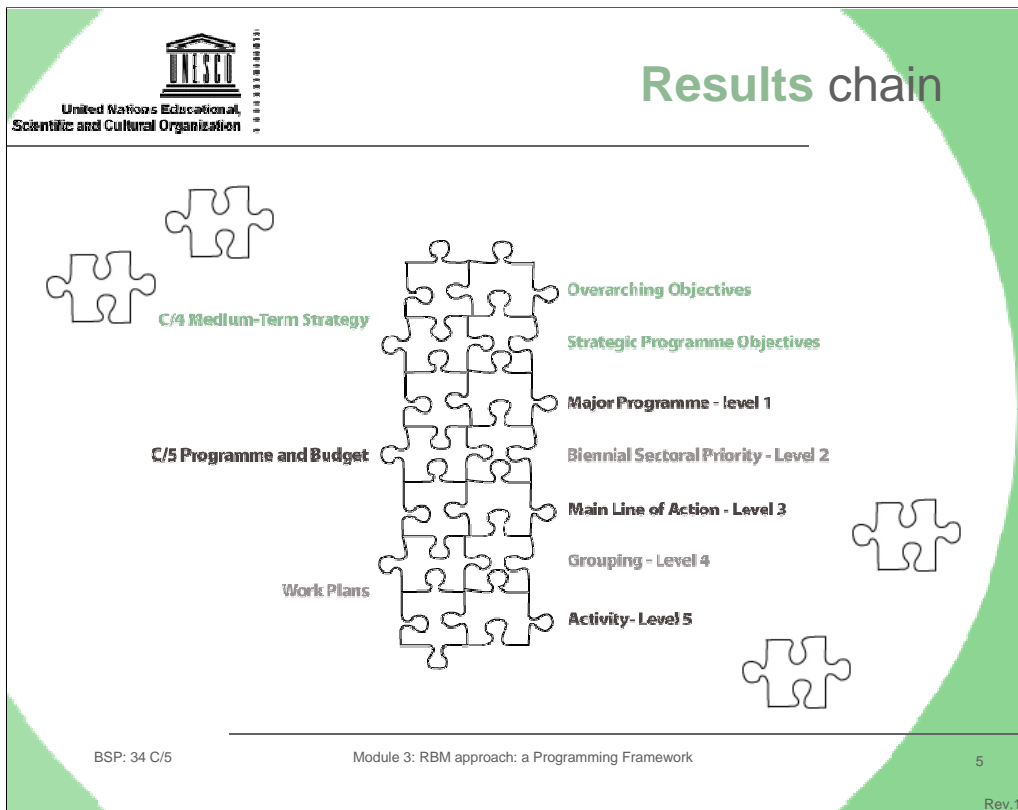 UNESCO
United Nations Educational,
Scientific and Cultural Organization
Results chain
Overarching Objectives
C/4 Medium-Term Strategy
Strategic Programme Objectives
Major Programme - level 1
C/5 Programme and Budget
Biennial Sectoral Priority - Level 2
Main Line of Action - Level 3
Grouping - Level 4
Work Plans
Activity- Level 5
BSP: 34 C/5
Module 3: RBM approach: a Programming Framework
5
Rev.1